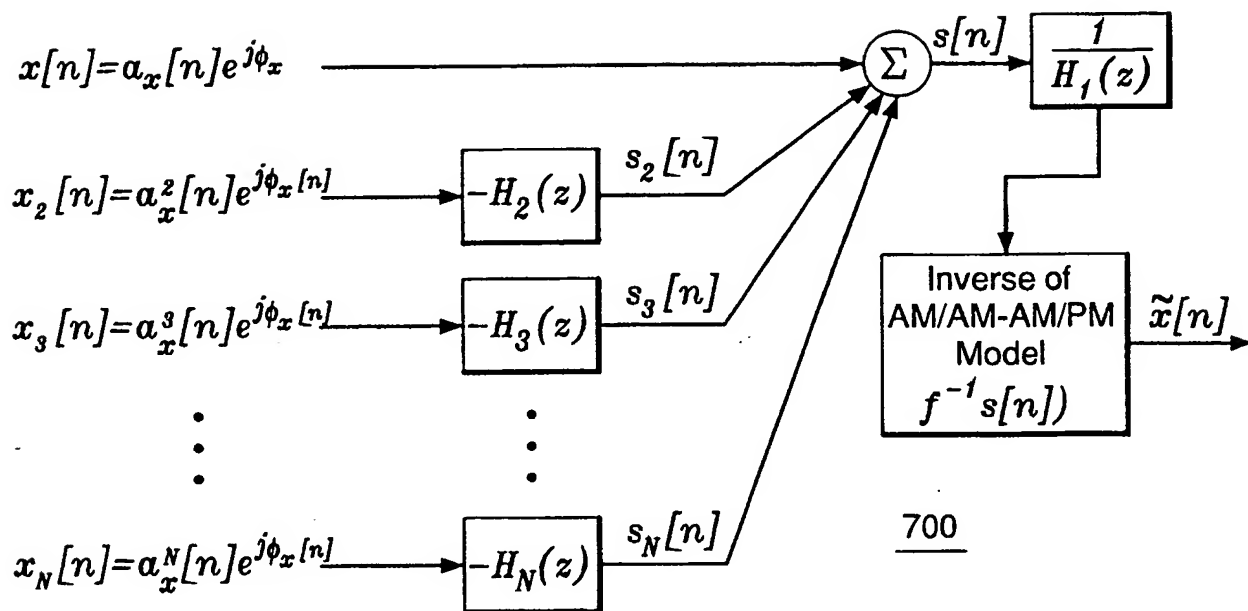 x[n]=a_x[n]e^{jϕ_x}
Σ
s[n]
1
H_1(z)
x_2[n]=a_x^2[n]e^{jϕ_x[n]}
-H_2(z)
s_2[n]
x_3[n]=a_x^3[n]e^{jϕ_x[n]}
-H_3(z)
s_3[n]
Inverse of
AM/AM-AM/PM
Model
f^{-1}s[n])
x̃[n]
x_N[n]=a_x^N[n]e^{jϕ_x[n]}
-H_N(z)
s_N[n]
700